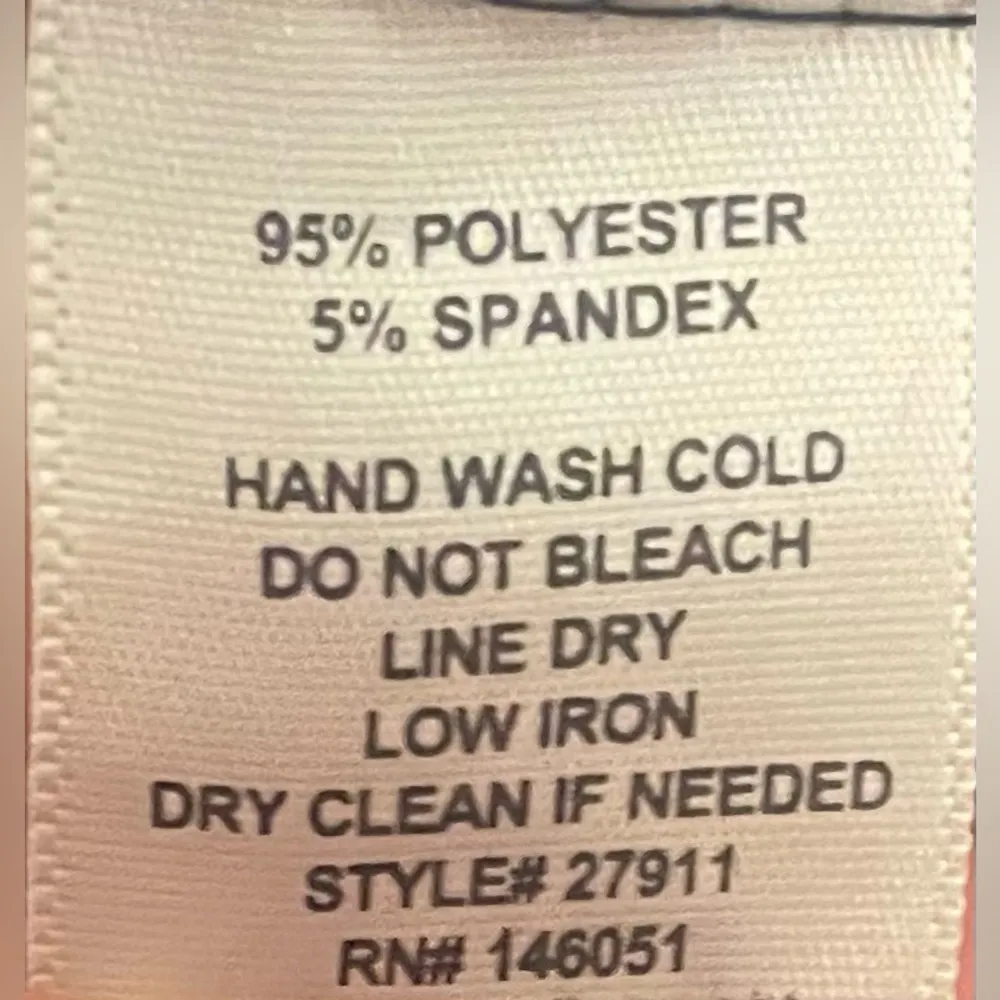 95% POLYESTER
5% SPANDEX
HAND WASH COLD
DO NOT BLEACH
LINE DRY
LOW IRON
DRY CLEAN IF NEEDED
STYLE# 27911
RN# 146051